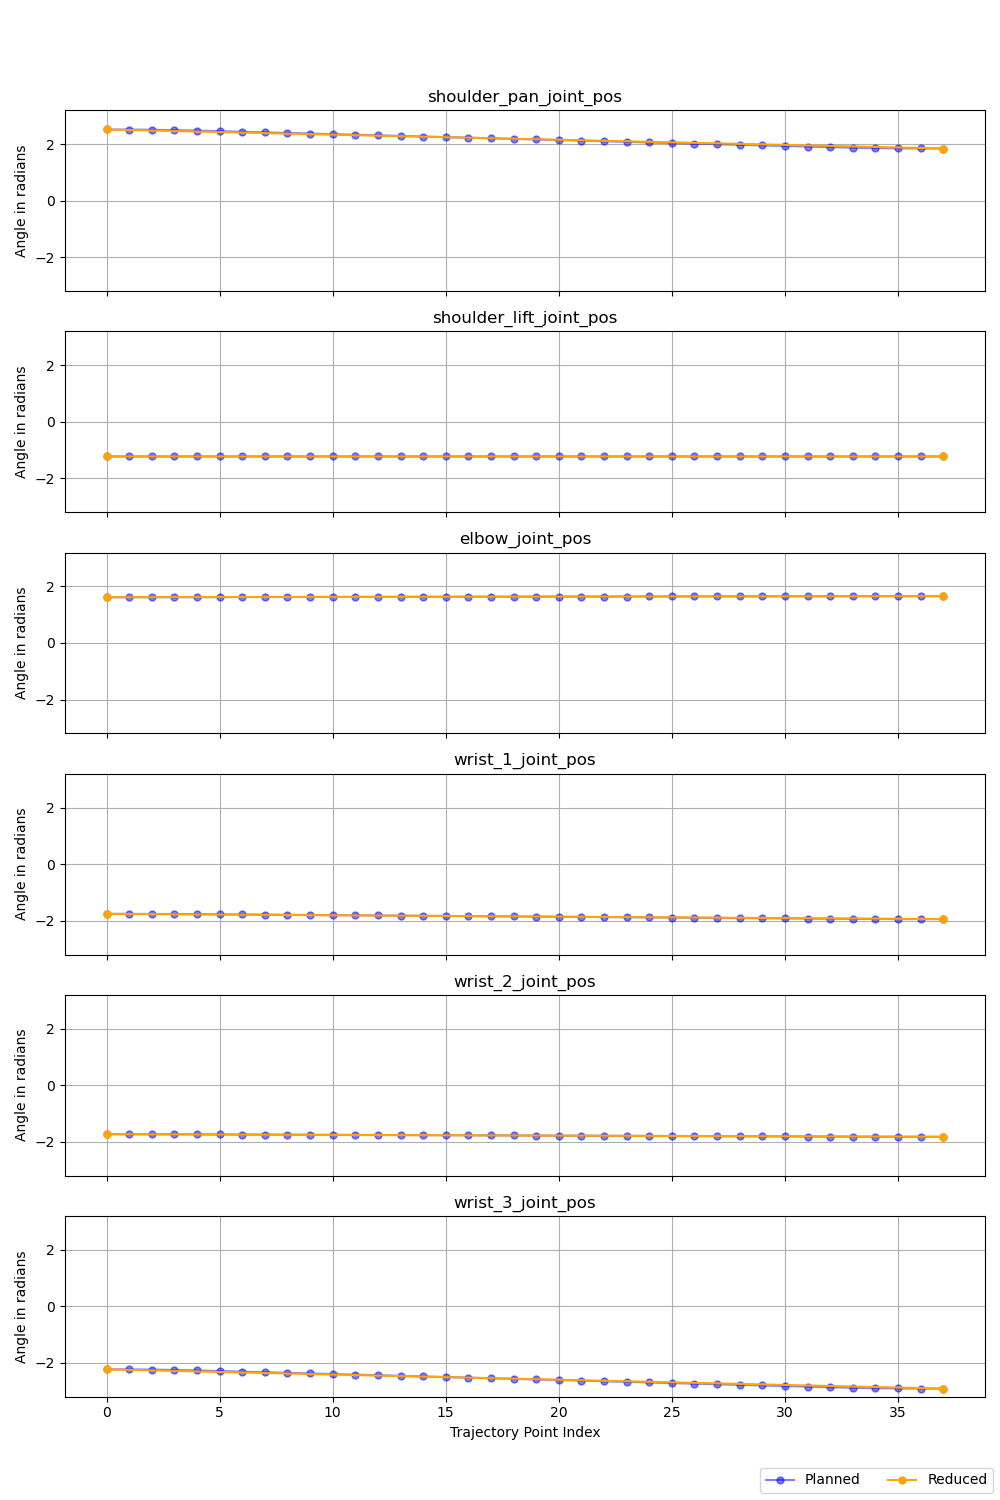 shoulder_pan_joint_pos
Angle in radians
2
0
−2
shoulder_lift_joint_pos
Angle in radians
2
0
−2
elbow_joint_pos
Angle in radians
2
0
−2
wrist_1_joint_pos
Angle in radians
2
0
−2
wrist_2_joint_pos
Angle in radians
2
0
−2
wrist_3_joint_pos
Angle in radians
2
0
−2
0 5 10 15 20 25 30 35
Trajectory Point Index
Planned Reduced